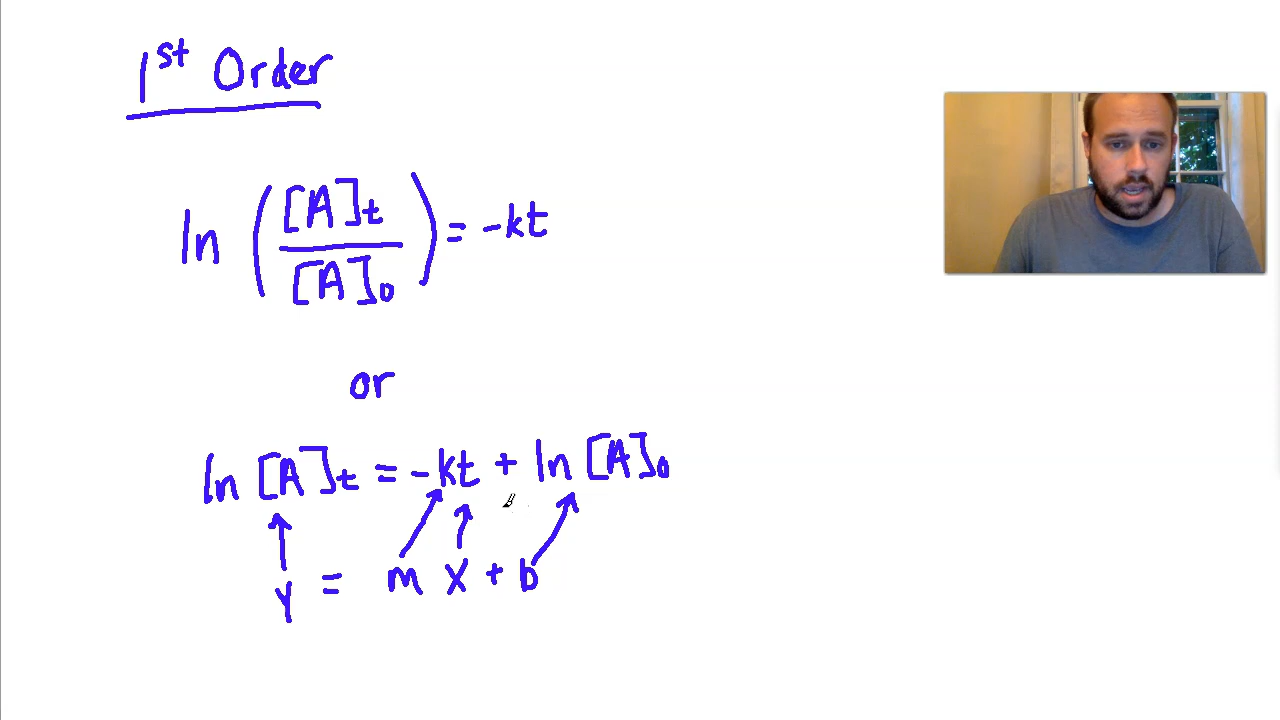 1st Order
ln ([A]t / [A]0) = -kt
or
ln [A]t = -kt + ln [A]0
y = m x + b